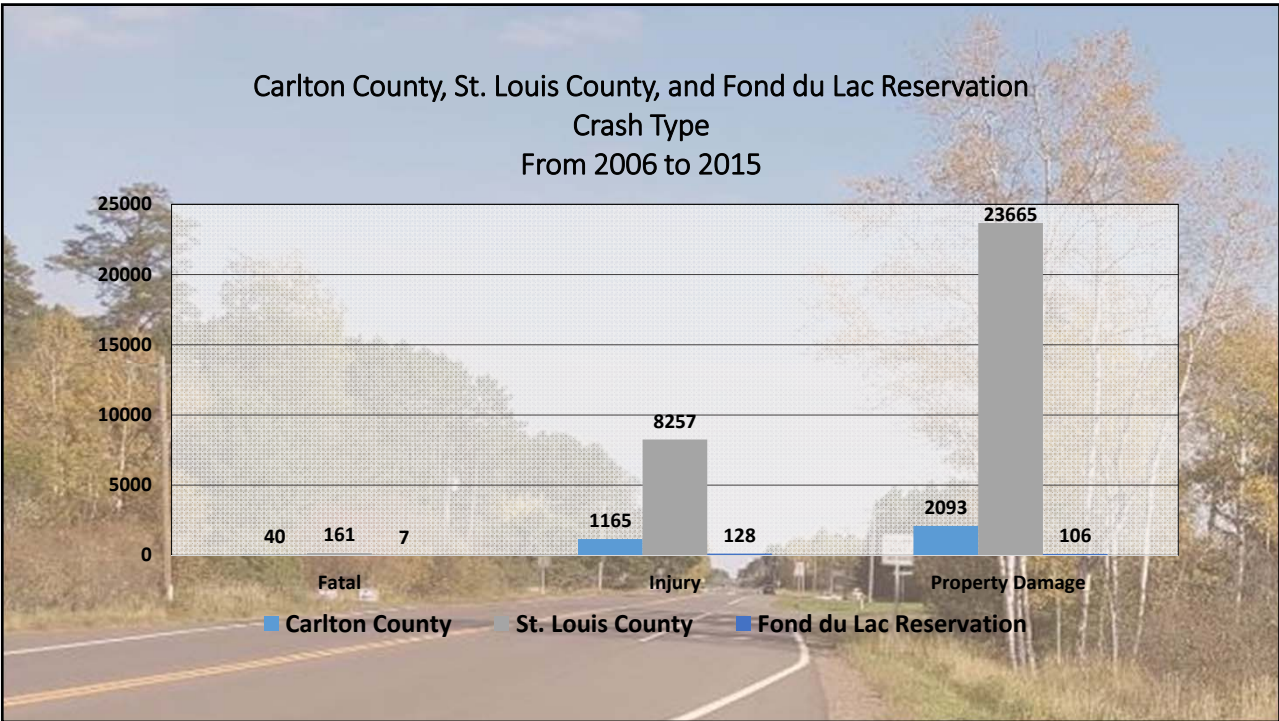 Carlton County, St. Louis County, and Fond du Lac Reservation
Crash Type
From 2006 to 2015
25000
20000
15000
10000
5000
0
40 161 7
1165 8257 128
2093 23665 106
Fatal Injury Property Damage
Carlton County St. Louis County Fond du Lac Reservation